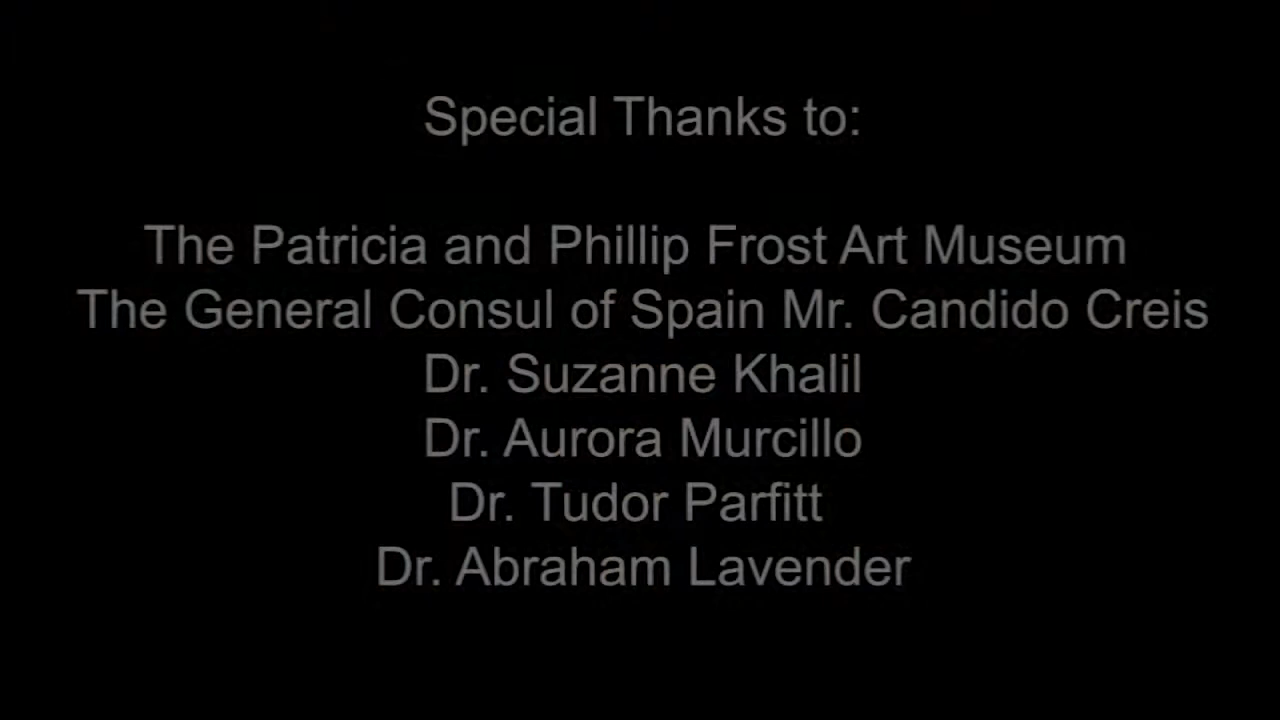 Special Thanks to:
The Patricia and Phillip Frost Art Museum
The General Consul of Spain Mr. Candido Creis
Dr. Suzanne Khalil
Dr. Aurora Murcillo
Dr. Tudor Parfitt
Dr. Abraham Lavender